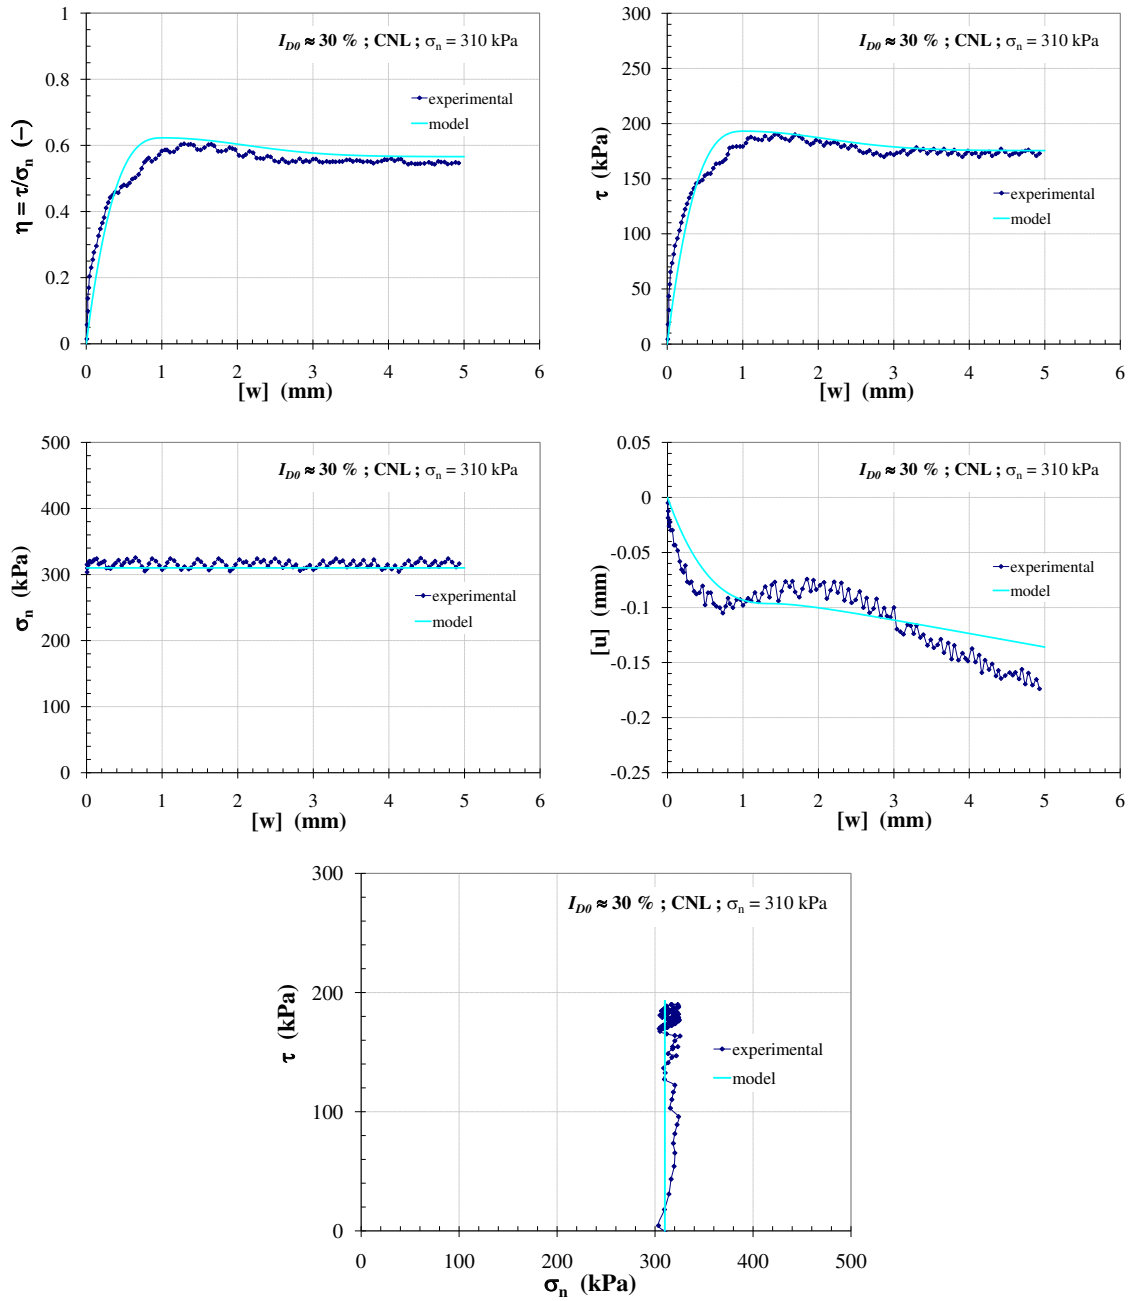 I_D0 ≈ 30 % ; CNL ; σn = 310 kPa
1
0.8
0.6
0.4
0.2
0
η = τ/σn (–)
experimental
model
0 1 2 3 4 5 6
[w] (mm)
I_D0 ≈ 30 % ; CNL ; σn = 310 kPa
300
250
200
150
100
50
0
τ (kPa)
experimental
model
0 1 2 3 4 5 6
[w] (mm)
I_D0 ≈ 30 % ; CNL ; σn = 310 kPa
500
400
300
200
100
0
σn (kPa)
experimental
model
0 1 2 3 4 5 6
[w] (mm)
I_D0 ≈ 30 % ; CNL ; σn = 310 kPa
0.05
0
-0.05
-0.1
-0.15
-0.2
-0.25
[u] (mm)
experimental
model
0 1 2 3 4 5 6
[w] (mm)
I_D0 ≈ 30 % ; CNL ; σn = 310 kPa
300
200
100
0
τ (kPa)
experimental
model
0 100 200 300 400 500
σn (kPa)